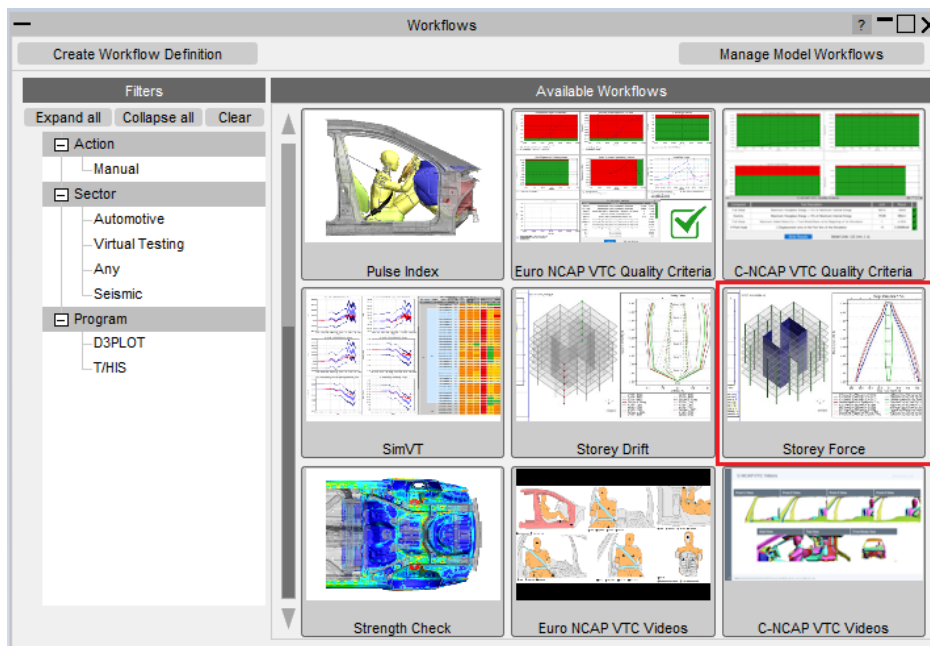 Workflows
?
Create Workflow Definition
Manage Model Workflows
Filters
Available Workflows
Expand all
Collapse all
Clear
Action
Manual
Sector
Automotive
Virtual Testing
Any
Seismic
Program
D3PLOT
T/HIS
Pulse Index
Euro NCAP VTC Quality Criteria
C-NCAP VTC Quality Criteria
SimVT
Storey Drift
Storey Force
Strength Check
Euro NCAP VTC Videos
C-NCAP VTC Videos